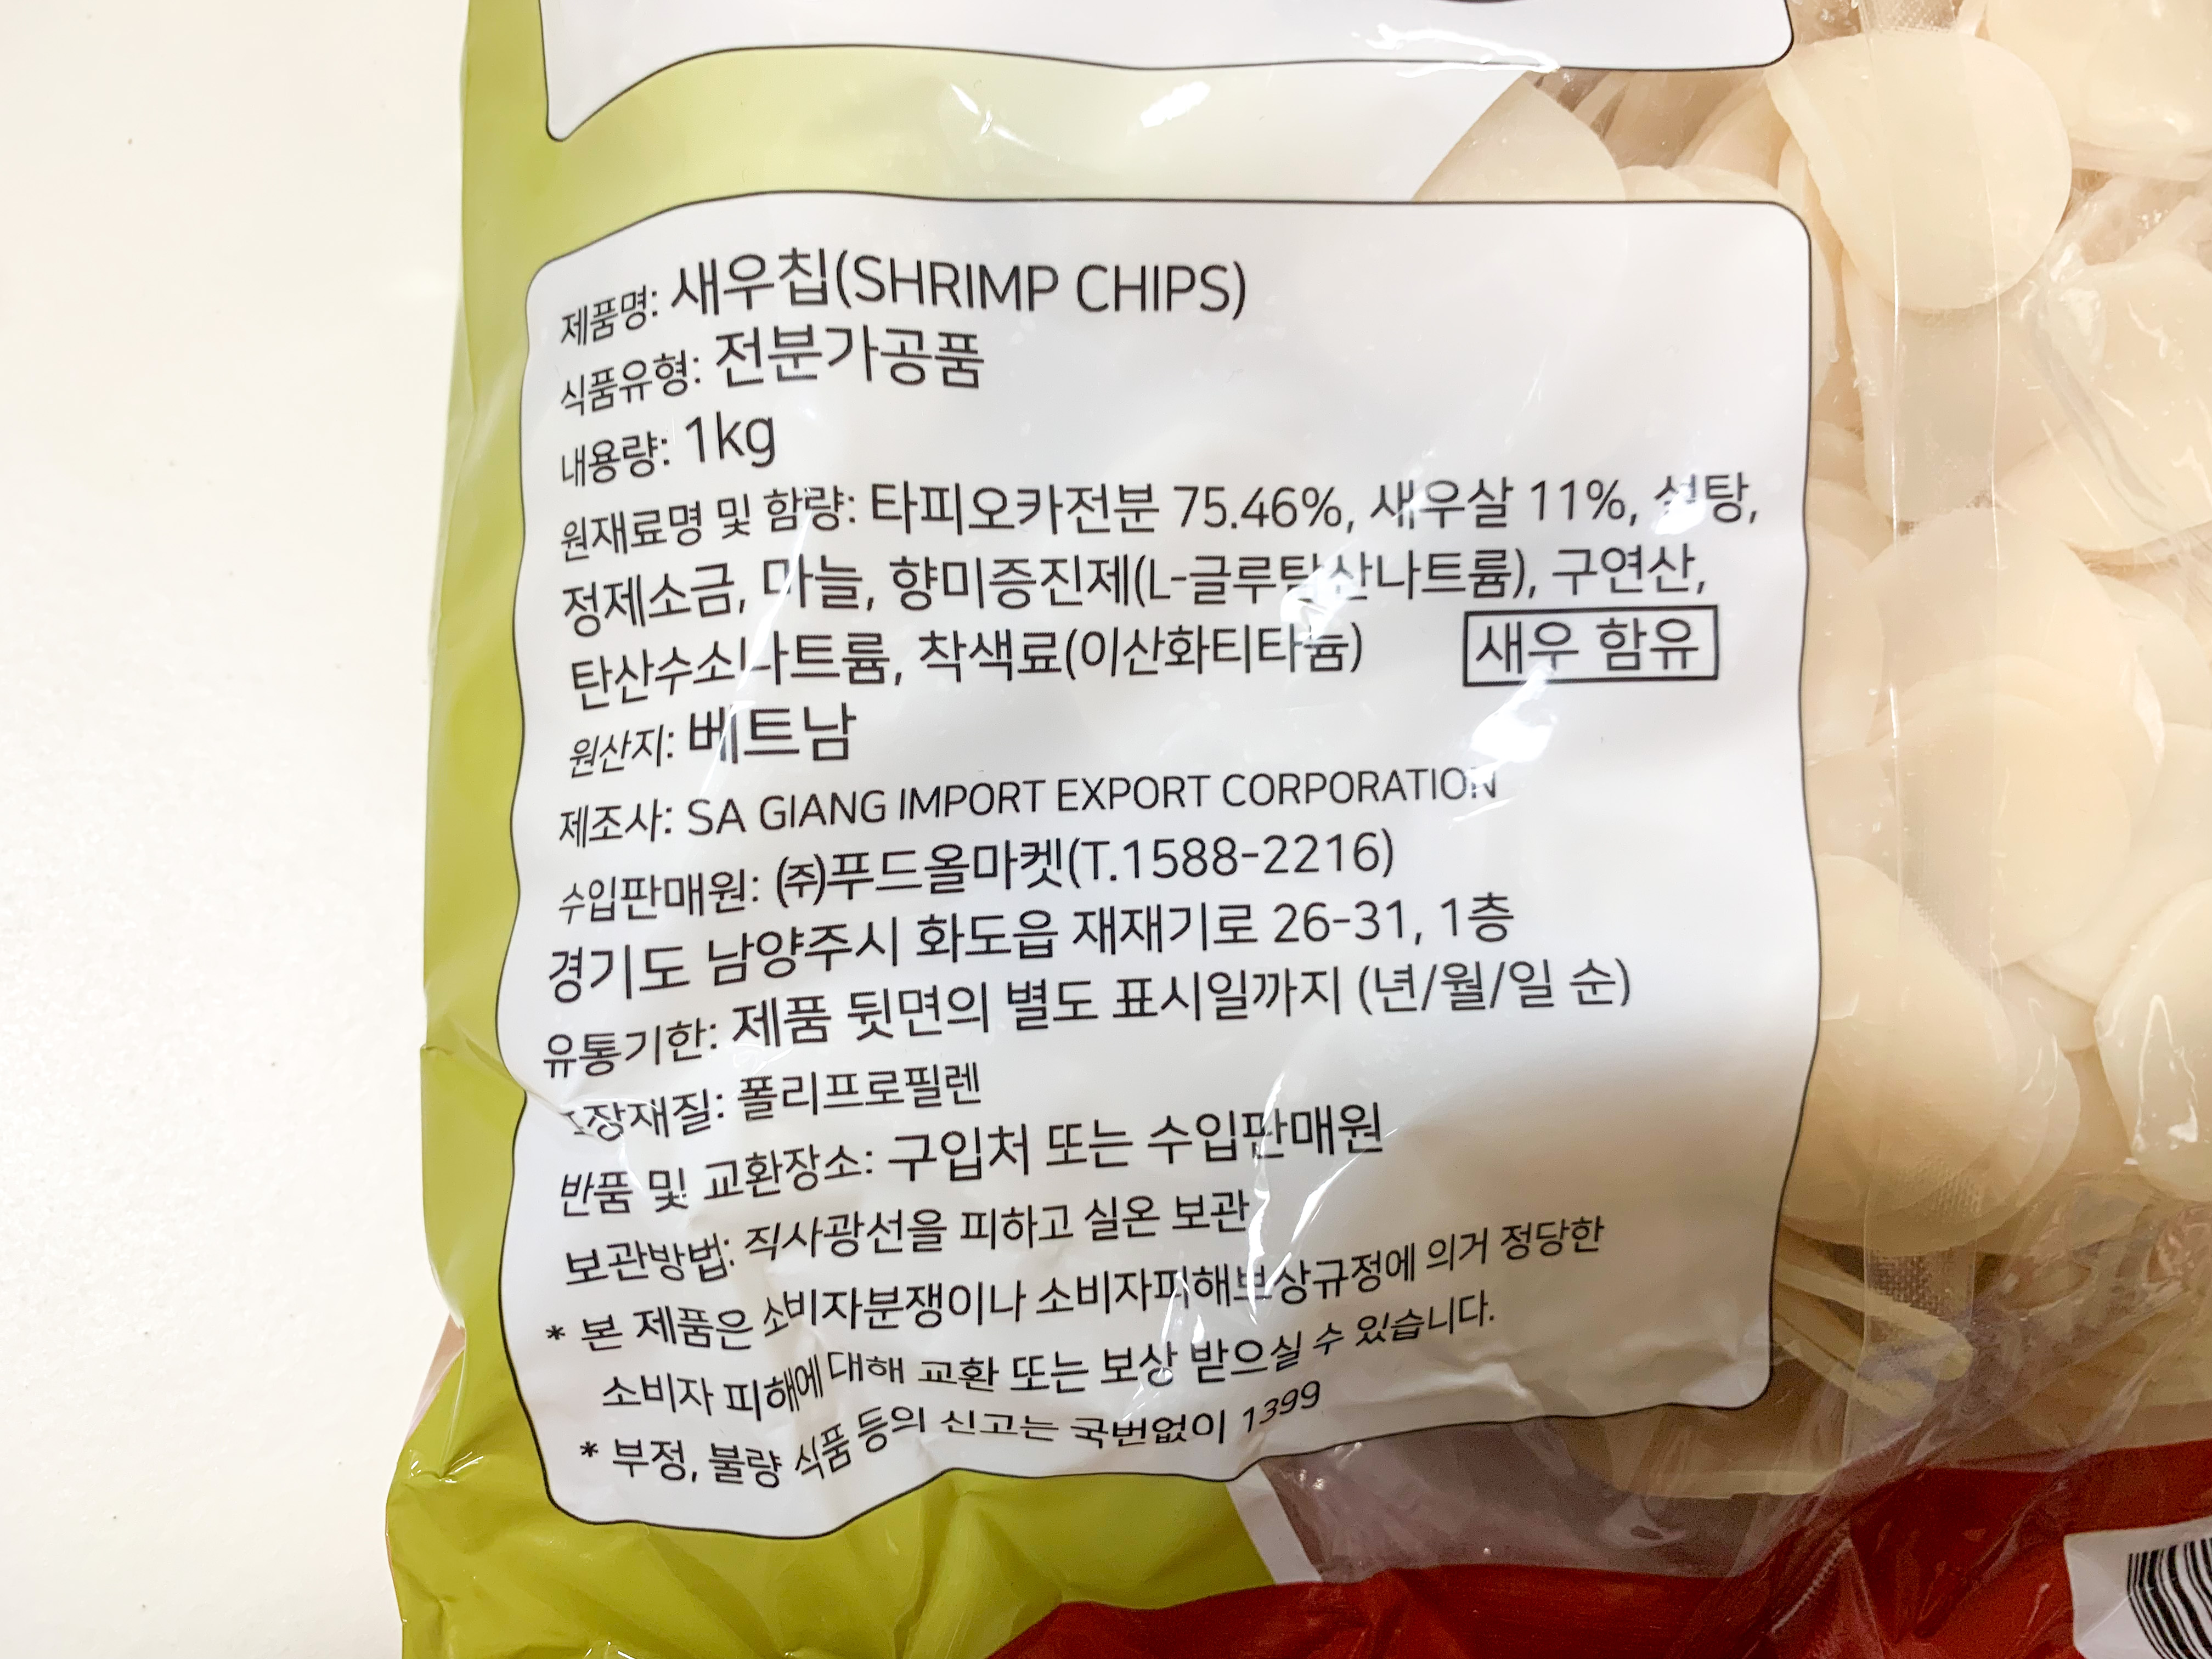 제품명: 새우칩(SHRIMP CHIPS)
식품유형: 전분가공품
내용량: 1kg
원재료명 및 함량: 타피오카전분 75.46%, 새우살 11%, 설탕,
정제소금, 마늘, 향미증진제(L-글루탐산나트륨), 구연산,
탄산수소나트륨, 착색료(이산화티타늄) 새우 함유
원산지: 베트남
제조사: SA GIANG IMPORT EXPORT CORPORATION
수입판매원: ㈜푸드올마켓(T.1588-2216)
경기도 남양주시 화도읍 재재기로 26-31, 1층
유통기한: 제품 뒷면의 별도 표시일까지 (년/월/일 순)
포장재질: 폴리프로필렌
반품 및 교환장소: 구입처 또는 수입판매원
보관방법: 직사광선을 피하고 실온 보관
* 본 제품은 소비자분쟁이나 소비자피해보상규정에 의거 정당한
소비자 피해에 대해 교환 또는 보상 받으실 수 있습니다.
* 부정, 불량 식품 등의 신고는 국번없이 1399